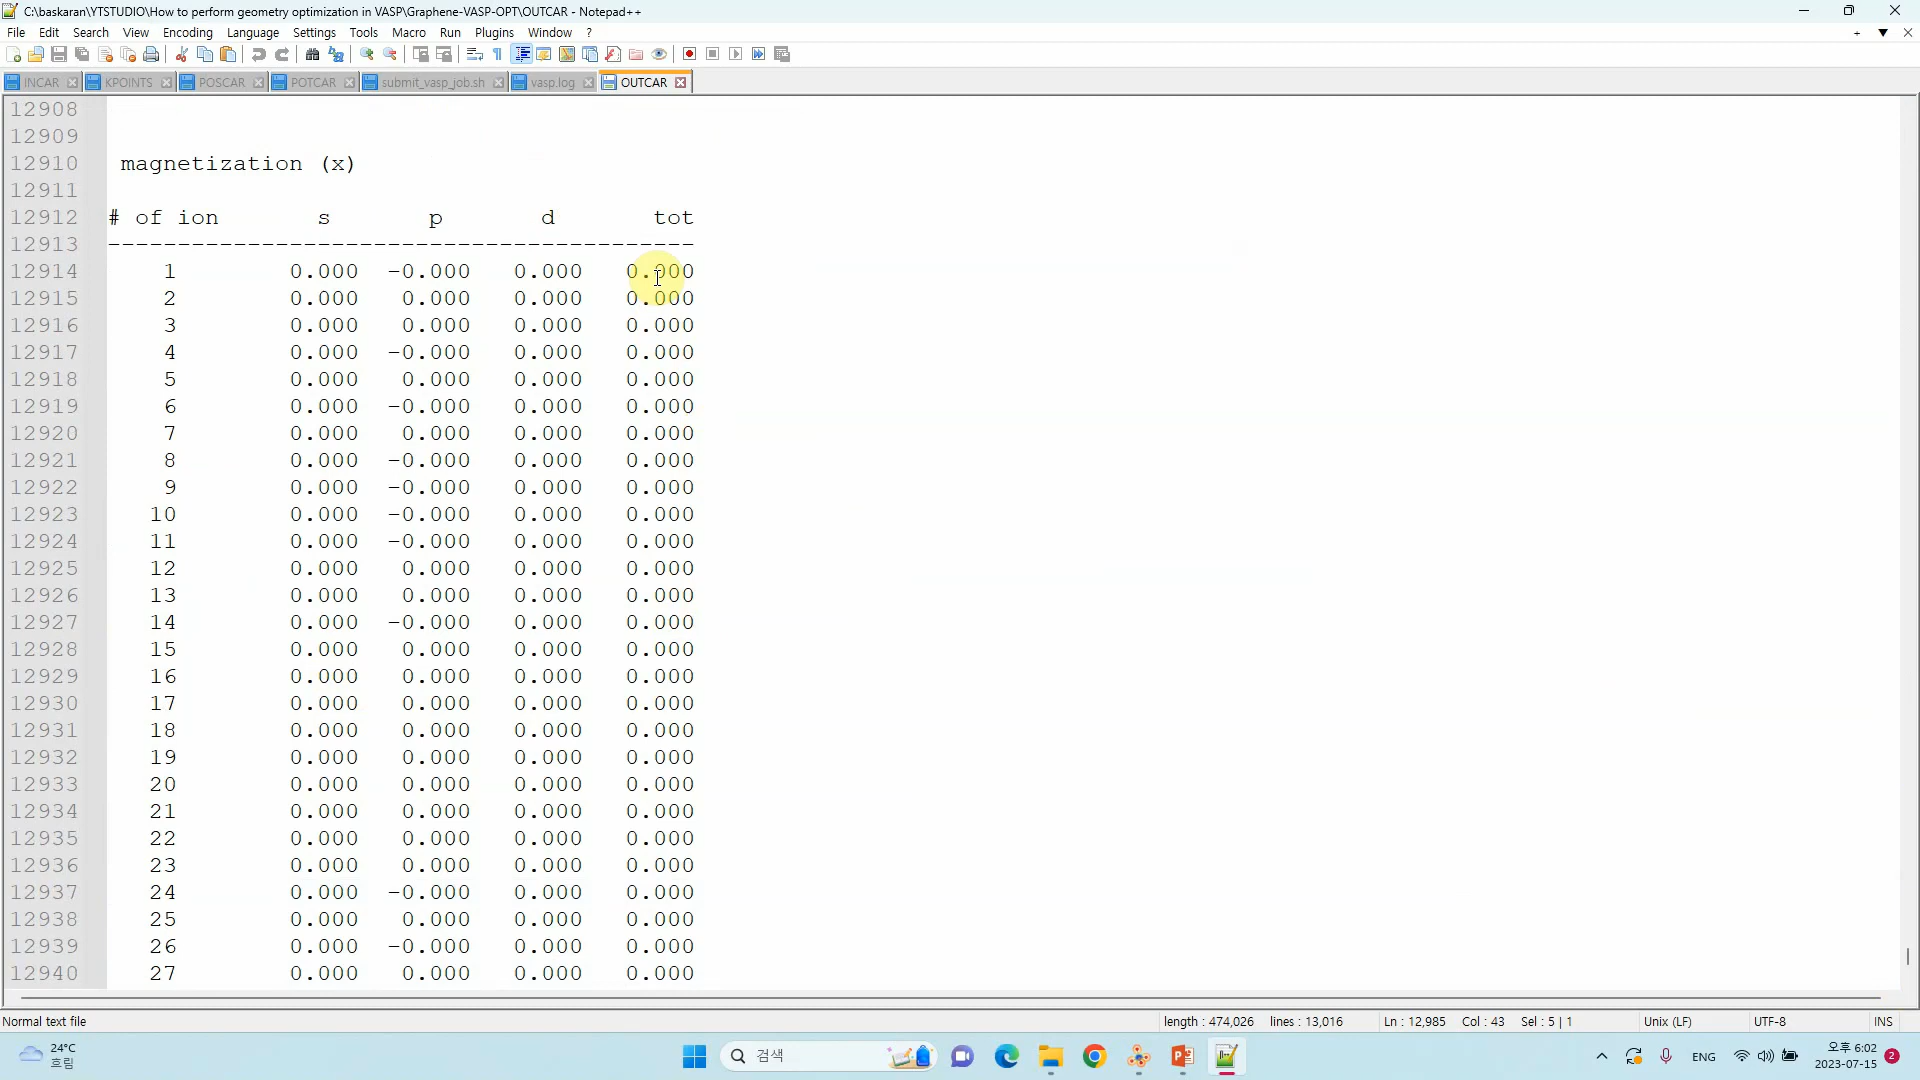 C:\baskaran\YTSTUDIO\How to perform geometry optimization in VASP\Graphene-VASP-OPT\OUTCAR - Notepad++
File Edit Search View Encoding Language Settings Tools Macro Run Plugins Window ?
INCAR KPOINTS POSCAR POTCAR submit_vasp_job.sh vasp.log OUTCAR
12908
12909
12910 magnetization (x)
12911
12912 # of ion s p d tot
12913 ------------------------------------------
12914 1 0.000 -0.000 0.000 0.000
12915 2 0.000 0.000 0.000 0.000
12916 3 0.000 0.000 0.000 0.000
12917 4 0.000 -0.000 0.000 0.000
12918 5 0.000 0.000 0.000 0.000
12919 6 0.000 -0.000 0.000 0.000
12920 7 0.000 0.000 0.000 0.000
12921 8 0.000 -0.000 0.000 0.000
12922 9 0.000 -0.000 0.000 0.000
12923 10 0.000 -0.000 0.000 0.000
12924 11 0.000 -0.000 0.000 0.000
12925 12 0.000 0.000 0.000 0.000
12926 13 0.000 0.000 0.000 0.000
12927 14 0.000 -0.000 0.000 0.000
12928 15 0.000 0.000 0.000 0.000
12929 16 0.000 0.000 0.000 0.000
12930 17 0.000 0.000 0.000 0.000
12931 18 0.000 0.000 0.000 0.000
12932 19 0.000 0.000 0.000 0.000
12933 20 0.000 0.000 0.000 0.000
12934 21 0.000 0.000 0.000 0.000
12935 22 0.000 0.000 0.000 0.000
12936 23 0.000 0.000 0.000 0.000
12937 24 0.000 -0.000 0.000 0.000
12938 25 0.000 0.000 0.000 0.000
12939 26 0.000 -0.000 0.000 0.000
12940 27 0.000 0.000 0.000 0.000
Normal text file length : 474,026 lines : 13,016 Ln : 12,985 Col : 43 Sel : 5 | 1 Unix (LF) UTF-8 INS
24°C
흐림
검색
ENG
오후 6:02
2023-07-15
2